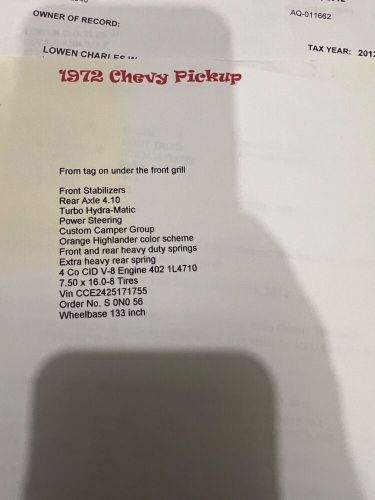 OWNER OF RECORD:
AQ-011662
LOWEN CHARLES W
TAX YEAR: 2012
1972 Chevy Pickup
From tag on under the front grill
Front Stabilizers
Rear Axle 4.10
Turbo Hydra-Matic
Power Steering
Custom Camper Group
Orange Highlander color scheme
Front and rear heavy duty springs
Extra heavy rear spring
4 Co CID V-8 Engine 402 1L4710
7.50 x 16.0-8 Tires
Vin CCE2425171755
Order No. S 0N0 56
Wheelbase 133 inch